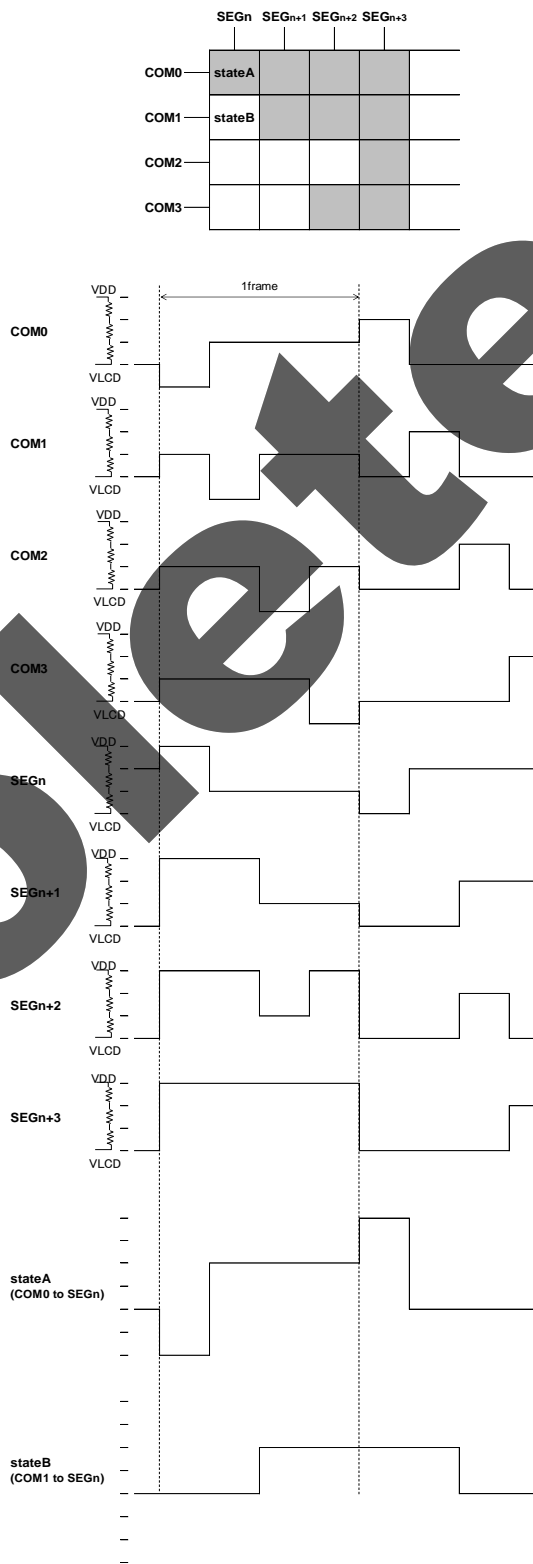 SEGn SEGn+1 SEGn+2 SEGn+3
COM0 stateA
COM1 stateB
COM2
COM3
1frame
VDD
COM0
VLCD
VDD
COM1
VLCD
VDD
COM2
VLCD
VDD
COM3
VLCD
VDD
SEGn
VLCD
VDD
SEGn+1
VLCD
VDD
SEGn+2
VLCD
VDD
SEGn+3
VLCD
stateA
(COM0 to SEGn)
stateB
(COM1 to SEGn)
olete